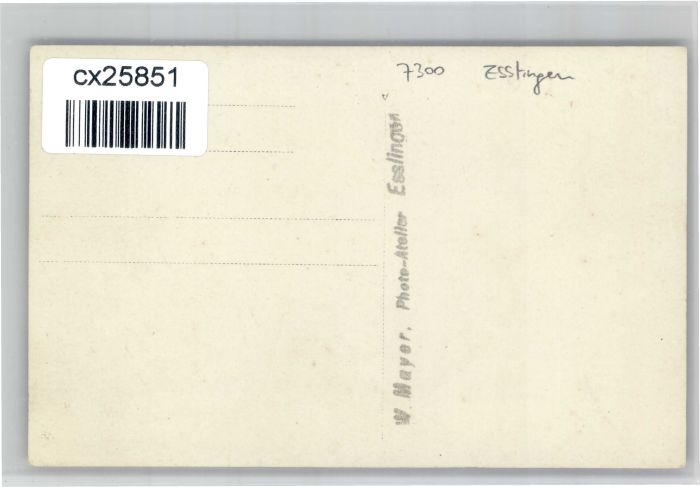 cx25851
7300 Esslingen
W. Mayer, Photo-Atelier Esslingen